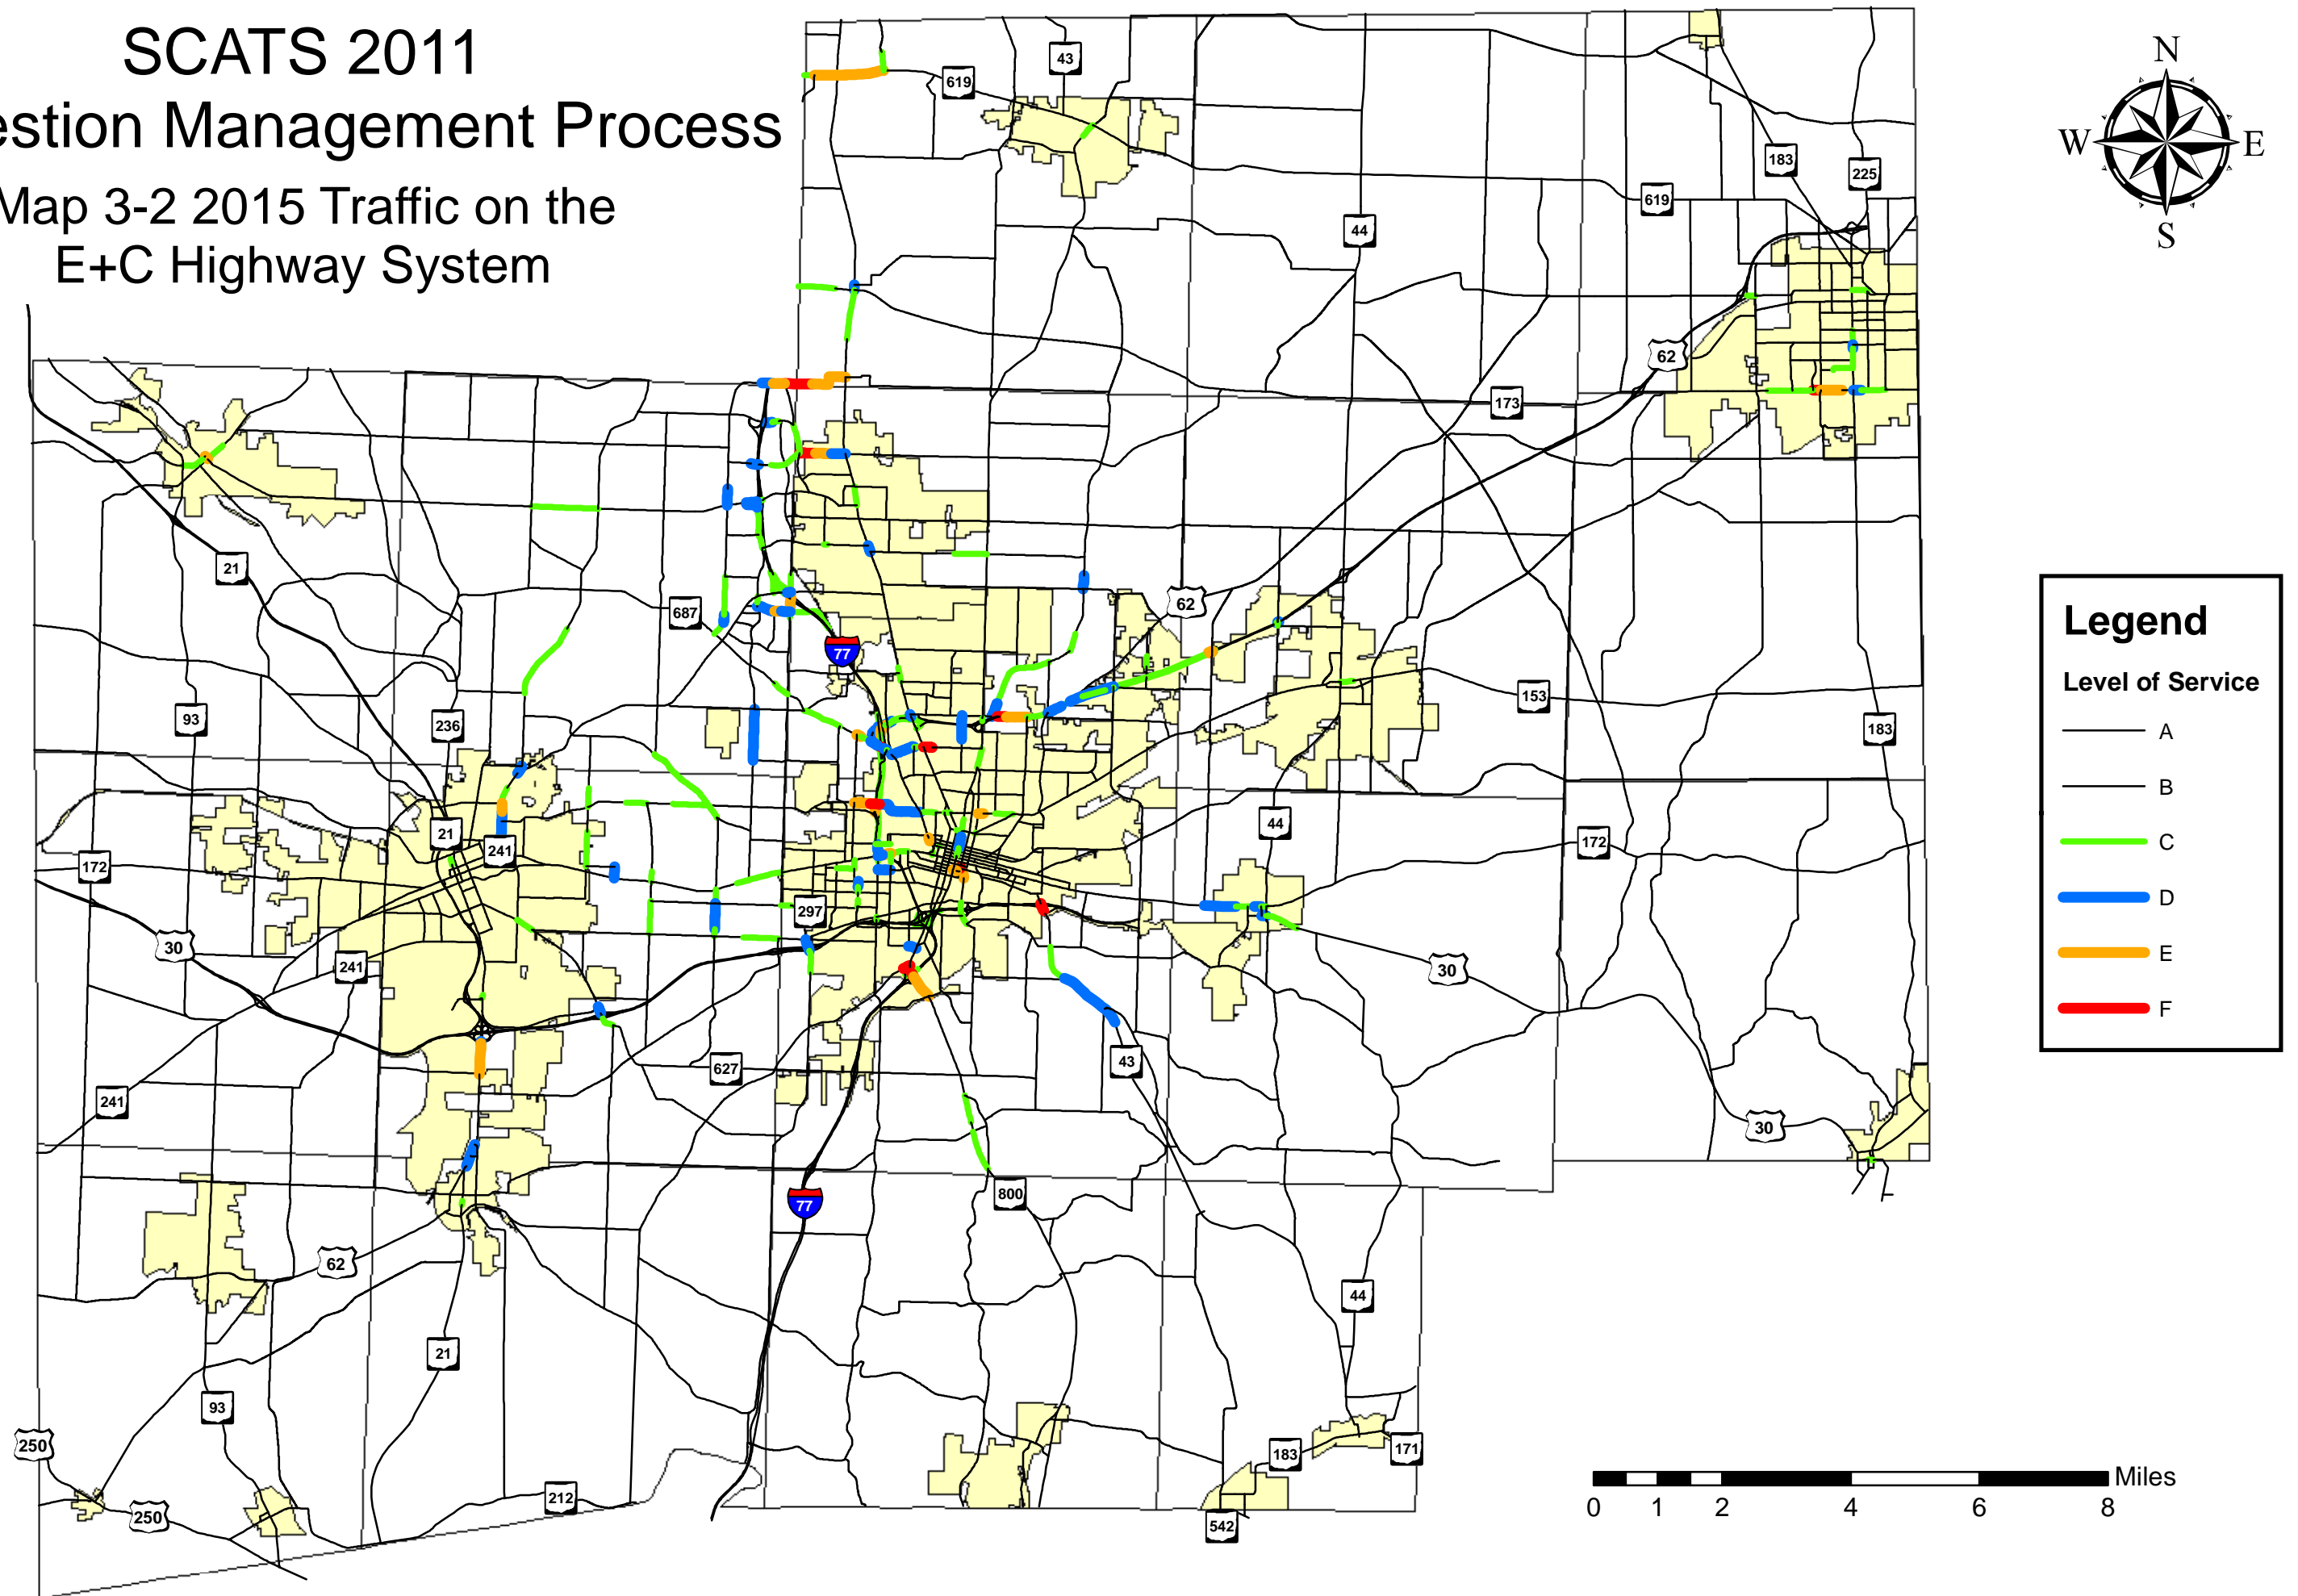 SCATS 2011
estion Management Process
Map 3-2 2015 Traffic on the
E+C Highway System
N
W E
S
43
619
183
225
619
44
62
173
21
687
62
77
93
236
153
183
21
241
44
172
172
297
30
241
30
43
627
241
30
800
77
62
44
21
93
250
183
171
212
250
542
Legend
Level of Service
A
B
C
D
E
F
Miles
0 1 2 4 6 8